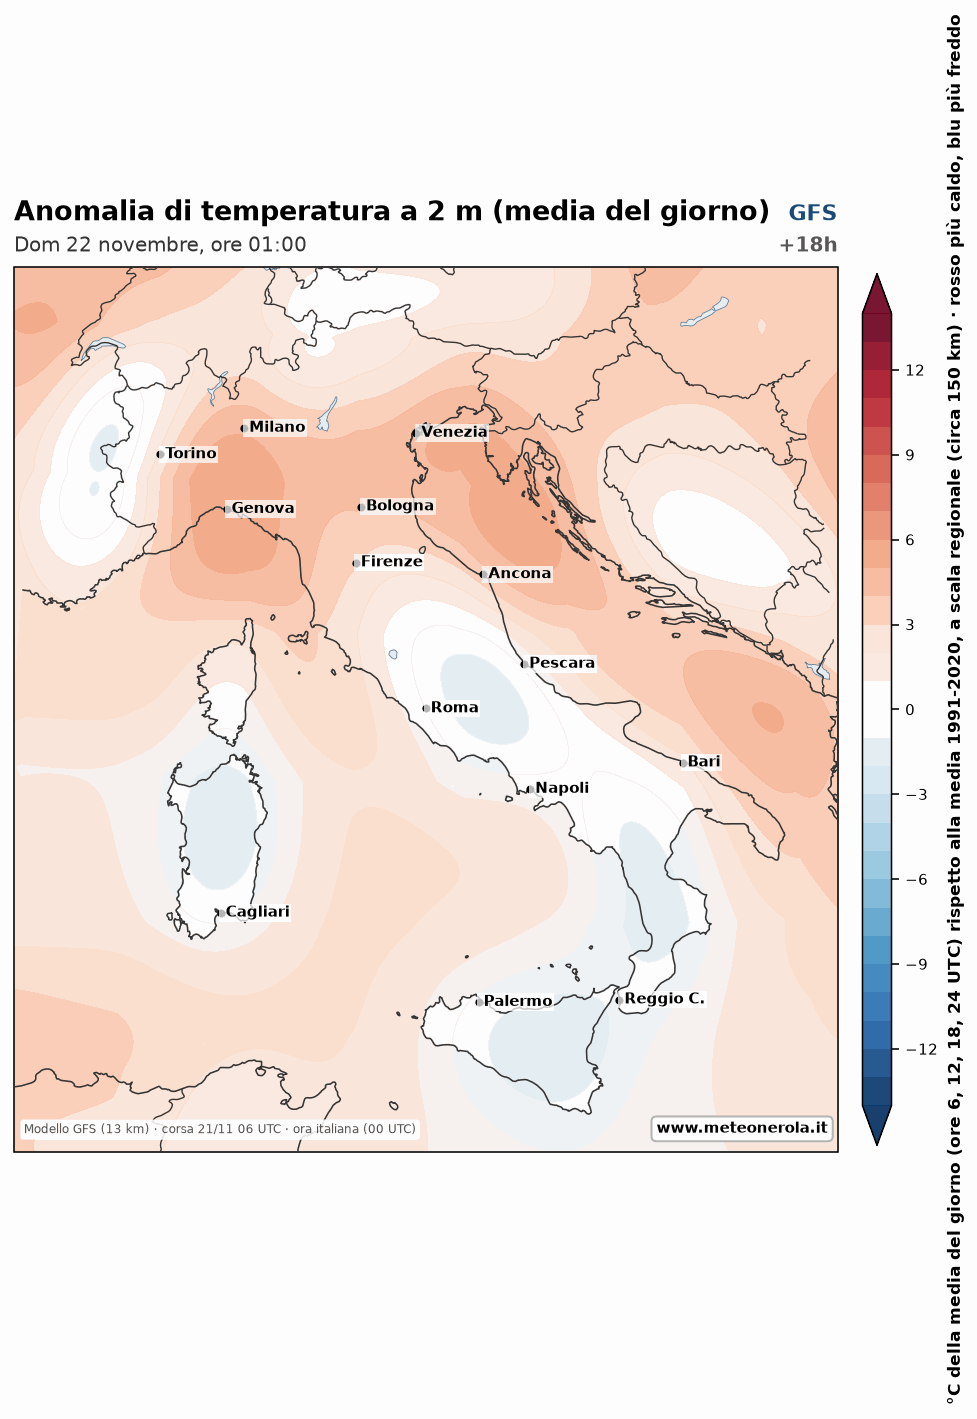 Anomalia di temperatura a 2 m (media del giorno)
GFS
Dom 22 novembre, ore 01:00
+18h
Milano
Venezia
Torino
Genova
Bologna
Firenze
Ancona
Pescara
Roma
Bari
Napoli
Cagliari
Palermo
Reggio C.
Modello GFS (13 km) · corsa 21/11 06 UTC · ora italiana (00 UTC)
www.meteonerola.it
12
9
6
3
0
−3
−6
−9
−12
°C della media del giorno (ore 6, 12, 18, 24 UTC) rispetto alla media 1991-2020, a scala regionale (circa 150 km) · rosso più caldo, blu più freddo